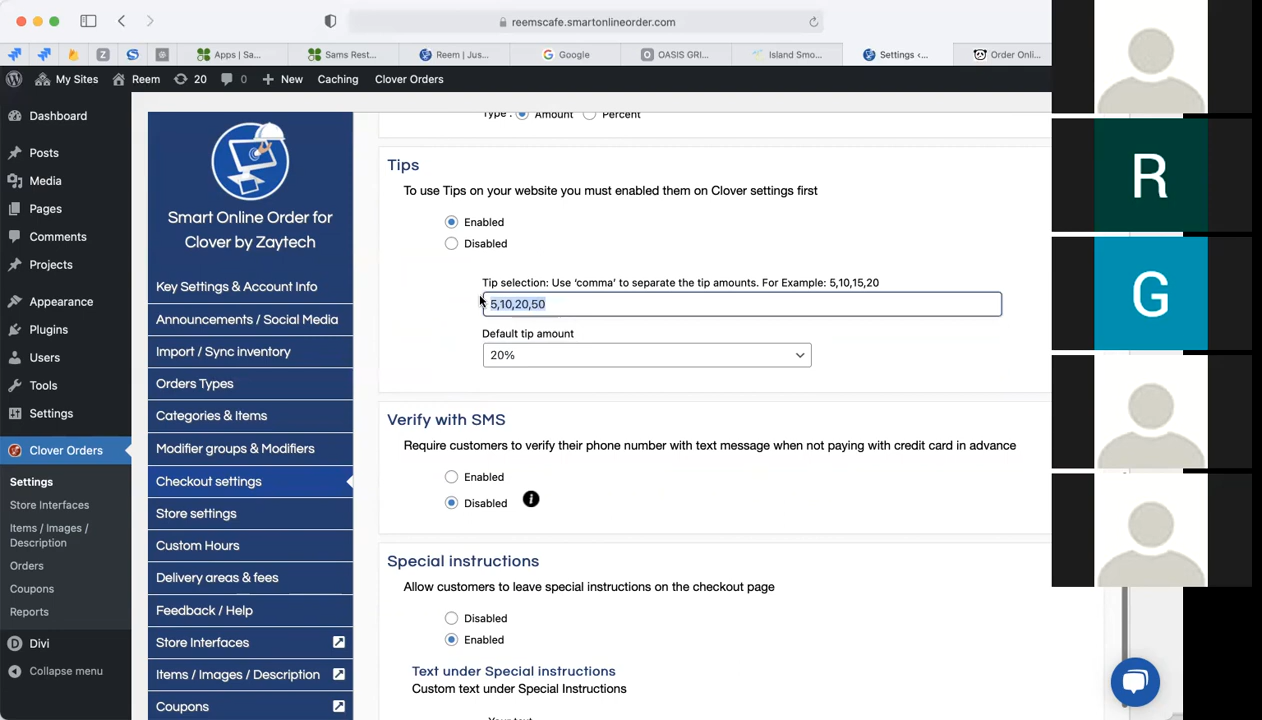 reemscafe.smartonlineorder.com
Apps | Sa...
Sams Rest...
Reem | Jus...
Google
OASIS GRI...
Island Smo...
Settings ‹...
Order Onli...
My Sites
Reem
20
0
New
Caching
Clover Orders
Dashboard
Posts
Media
Pages
Comments
Projects
Appearance
Plugins
Users
Tools
Settings
Clover Orders
Settings
Store Interfaces
Items / Images /
Description
Orders
Coupons
Reports
Divi
Collapse menu
Smart Online Order for
Clover by Zaytech
Key Settings & Account Info
Announcements / Social Media
Import / Sync inventory
Orders Types
Categories & Items
Modifier groups & Modifiers
Checkout settings
Store settings
Custom Hours
Delivery areas & fees
Feedback / Help
Store Interfaces
Items / Images / Description
Coupons
Type : Amount Percent
Tips
To use Tips on your website you must enabled them on Clover settings first
Enabled
Disabled
Tip selection: Use ‘comma’ to separate the tip amounts. For Example: 5,10,15,20
5,10,20,50
Default tip amount
20%
Verify with SMS
Require customers to verify their phone number with text message when not paying with credit card in advance
Enabled
Disabled
Special instructions
Allow customers to leave special instructions on the checkout page
Disabled
Enabled
Text under Special instructions
Custom text under Special Instructions
Your text
R
G